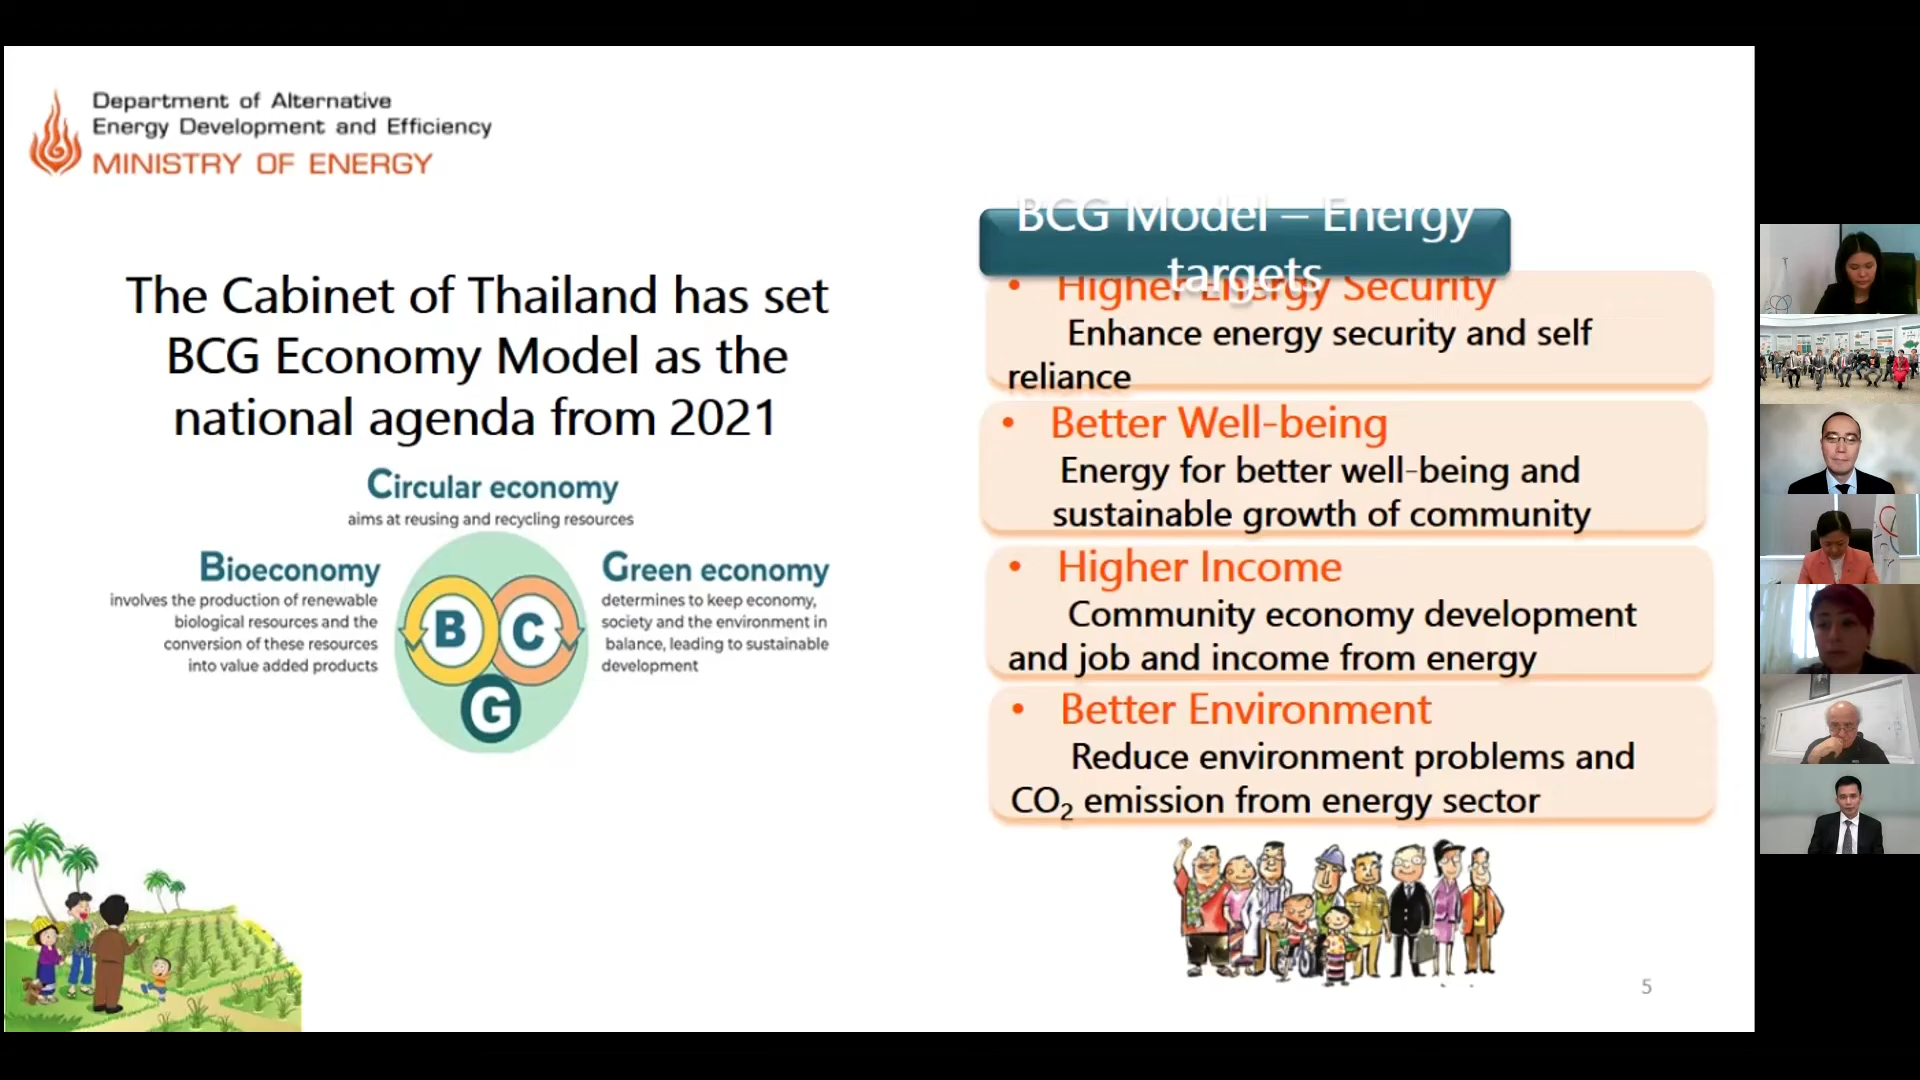 Department of Alternative
Energy Development and Efficiency
MINISTRY OF ENERGY
The Cabinet of Thailand has set
BCG Economy Model as the
national agenda from 2021
Circular economy
aims at reusing and recycling resources
Bioeconomy
involves the production of renewable
biological resources and the
conversion of these resources
into value added products
B
C
G
Green economy
determines to keep economy,
society and the environment in
balance, leading to sustainable
development
BCG Model – Energy
targets
• Higher Energy Security
Enhance energy security and self
reliance
• Better Well-being
Energy for better well-being and
sustainable growth of community
• Higher Income
Community economy development
and job and income from energy
• Better Environment
Reduce environment problems and
CO₂ emission from energy sector
5